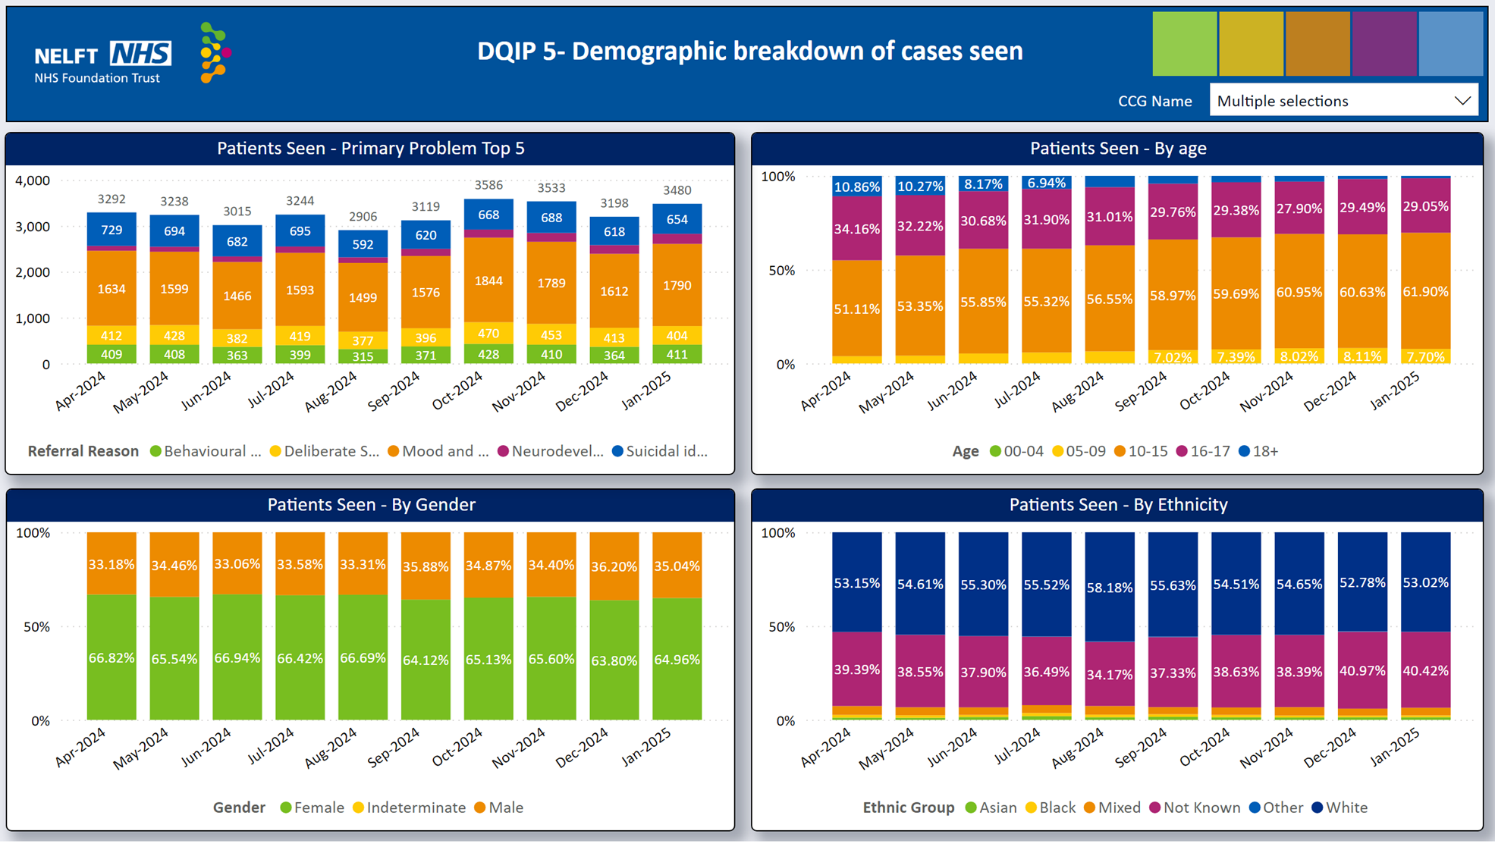 NELFT NHS
NHS Foundation Trust
DQIP 5- Demographic breakdown of cases seen
CCG Name
Multiple selections
Patients Seen - Primary Problem Top 5
4,000
3,000
2,000
1,000
0
3292 3238 3015 3244 2906 3119 3586 3533 3198 3480
729 694 682 695 592 620 668 688 618 654
1634 1599 1466 1593 1499 1576 1844 1789 1612 1790
412 428 382 419 377 396 470 453 413 404
409 408 363 399 315 371 428 410 364 411
Apr-2024 May-2024 Jun-2024 Jul-2024 Aug-2024 Sep-2024 Oct-2024 Nov-2024 Dec-2024 Jan-2025
Referral Reason Behavioural ... Deliberate S... Mood and ... Neurodevel... Suicidal id...
Patients Seen - By age
100%
50%
0%
10.86% 10.27% 8.17% 6.94%
34.16% 32.22% 30.68% 31.90% 31.01% 29.76% 29.38% 27.90% 29.49% 29.05%
51.11% 53.35% 55.85% 55.32% 56.55% 58.97% 59.69% 60.95% 60.63% 61.90%
7.02% 7.39% 8.02% 8.11% 7.70%
Apr-2024 May-2024 Jun-2024 Jul-2024 Aug-2024 Sep-2024 Oct-2024 Nov-2024 Dec-2024 Jan-2025
Age 00-04 05-09 10-15 16-17 18+
Patients Seen - By Gender
100%
50%
0%
33.18% 34.46% 33.06% 33.58% 33.31% 35.88% 34.87% 34.40% 36.20% 35.04%
66.82% 65.54% 66.94% 66.42% 66.69% 64.12% 65.13% 65.60% 63.80% 64.96%
Apr-2024 May-2024 Jun-2024 Jul-2024 Aug-2024 Sep-2024 Oct-2024 Nov-2024 Dec-2024 Jan-2025
Gender Female Indeterminate Male
Patients Seen - By Ethnicity
100%
50%
0%
53.15% 54.61% 55.30% 55.52% 58.18% 55.63% 54.51% 54.65% 52.78% 53.02%
39.39% 38.55% 37.90% 36.49% 34.17% 37.33% 38.63% 38.39% 40.97% 40.42%
Apr-2024 May-2024 Jun-2024 Jul-2024 Aug-2024 Sep-2024 Oct-2024 Nov-2024 Dec-2024 Jan-2025
Ethnic Group Asian Black Mixed Not Known Other White